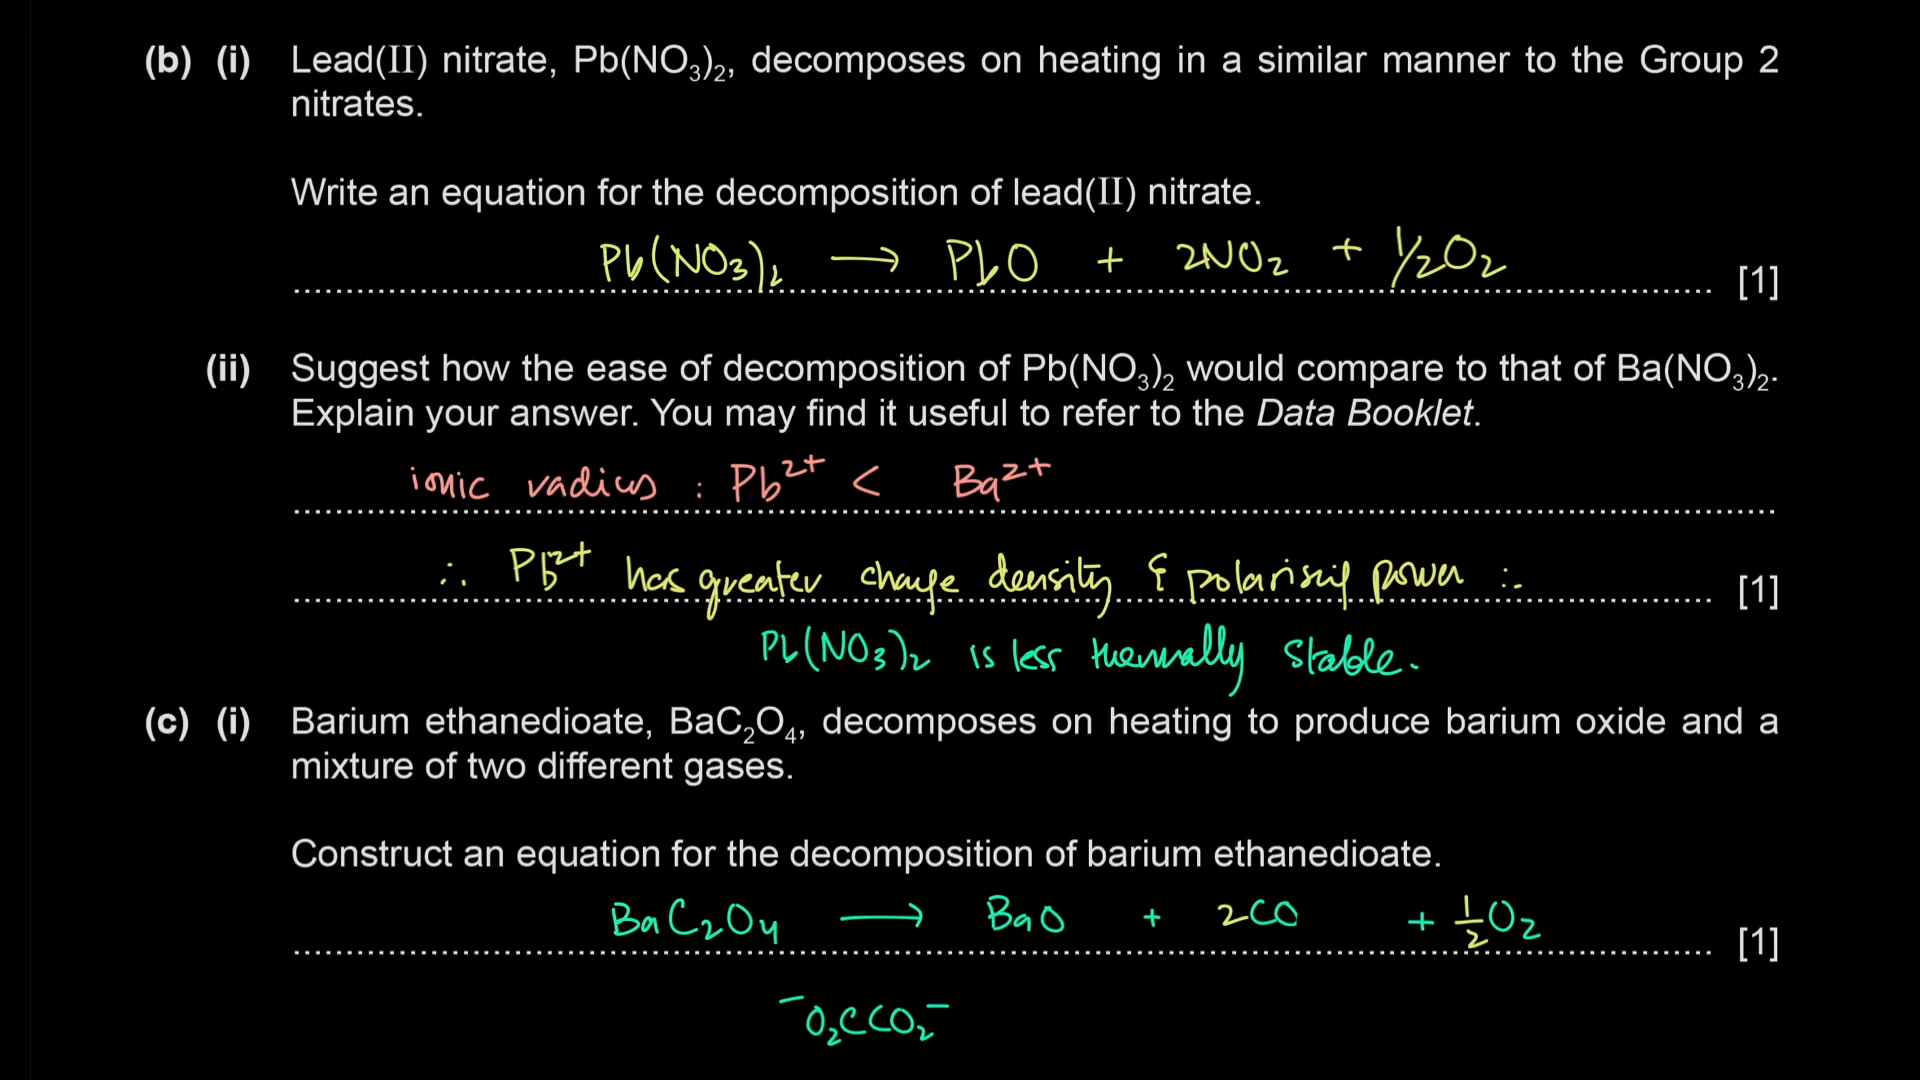 (b) (i) Lead(II) nitrate, Pb(NO₃)₂, decomposes on heating in a similar manner to the Group 2
nitrates.
Write an equation for the decomposition of lead(II) nitrate.
Pb(NO₃)₂ ⟶ PbO + 2NO₂ + ½O₂
[1]
(ii) Suggest how the ease of decomposition of Pb(NO₃)₂ would compare to that of Ba(NO₃)₂.
Explain your answer. You may find it useful to refer to the Data Booklet.
ionic radius : Pb²⁺ < Ba²⁺
∴ Pb²⁺ has greater charge density & polarising power ∴
[1]
Pb(NO₃)₂ is less thermally stable.
(c) (i) Barium ethanedioate, BaC₂O₄, decomposes on heating to produce barium oxide and a
mixture of two different gases.
Construct an equation for the decomposition of barium ethanedioate.
BaC₂O₄ ⟶ BaO + 2CO + ½O₂
[1]
⁻O₂CCO₂⁻